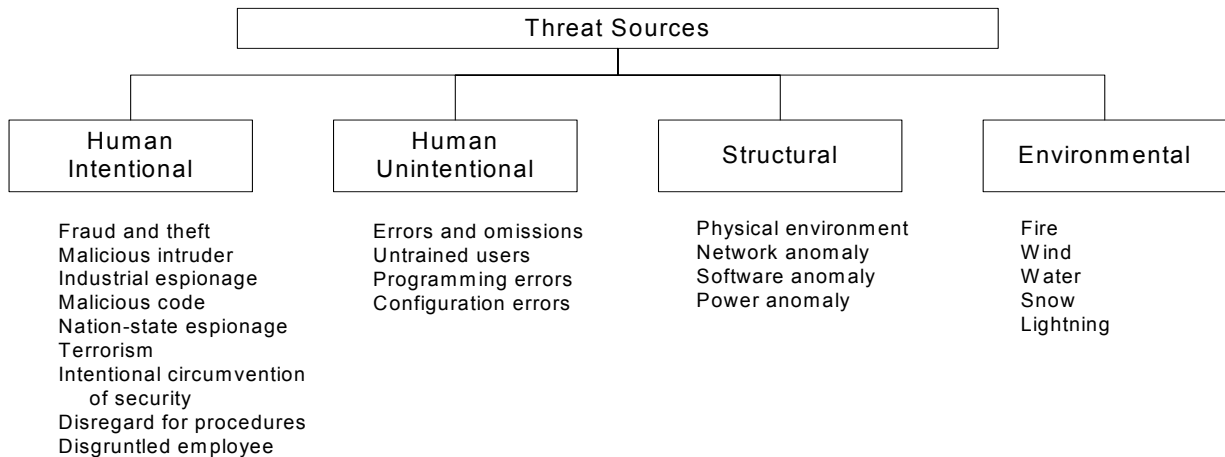 Threat Sources
Human
Intentional
Human
Unintentional
Structural
Environmental
Fraud and theft
Malicious intruder
Industrial espionage
Malicious code
Nation-state espionage
Terrorism
Intentional circumvention
of security
Disregard for procedures
Disgruntled employee
Errors and omissions
Untrained users
Programming errors
Configuration errors
Physical environment
Network anomaly
Software anomaly
Power anomaly
Fire
Wind
Water
Snow
Lightning